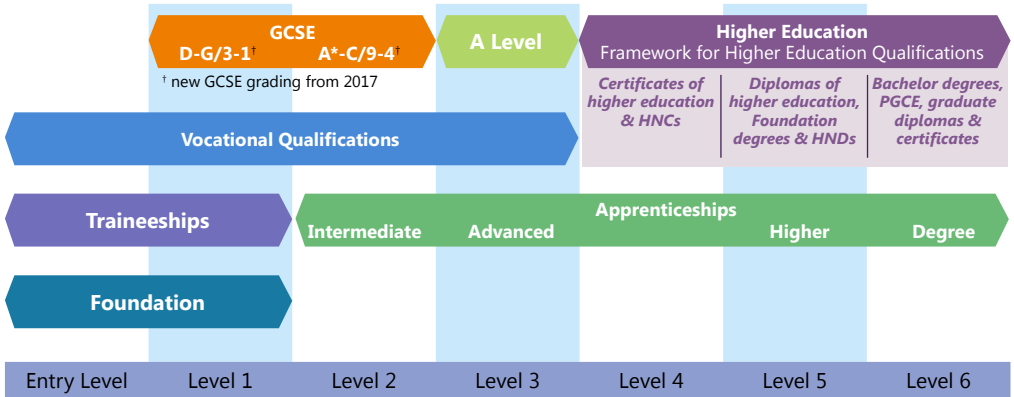 GCSE
D-G/3-1† A*-C/9-4†
† new GCSE grading from 2017
A Level
Higher Education
Framework for Higher Education Qualifications
Certificates of
higher education
& HNCs
Diplomas of
higher education,
Foundation
degrees & HNDs
Bachelor degrees,
PGCE, graduate
diplomas &
certificates
Vocational Qualifications
Traineeships
Apprenticeships
Intermediate Advanced Higher Degree
Foundation
Entry Level Level 1 Level 2 Level 3 Level 4 Level 5 Level 6